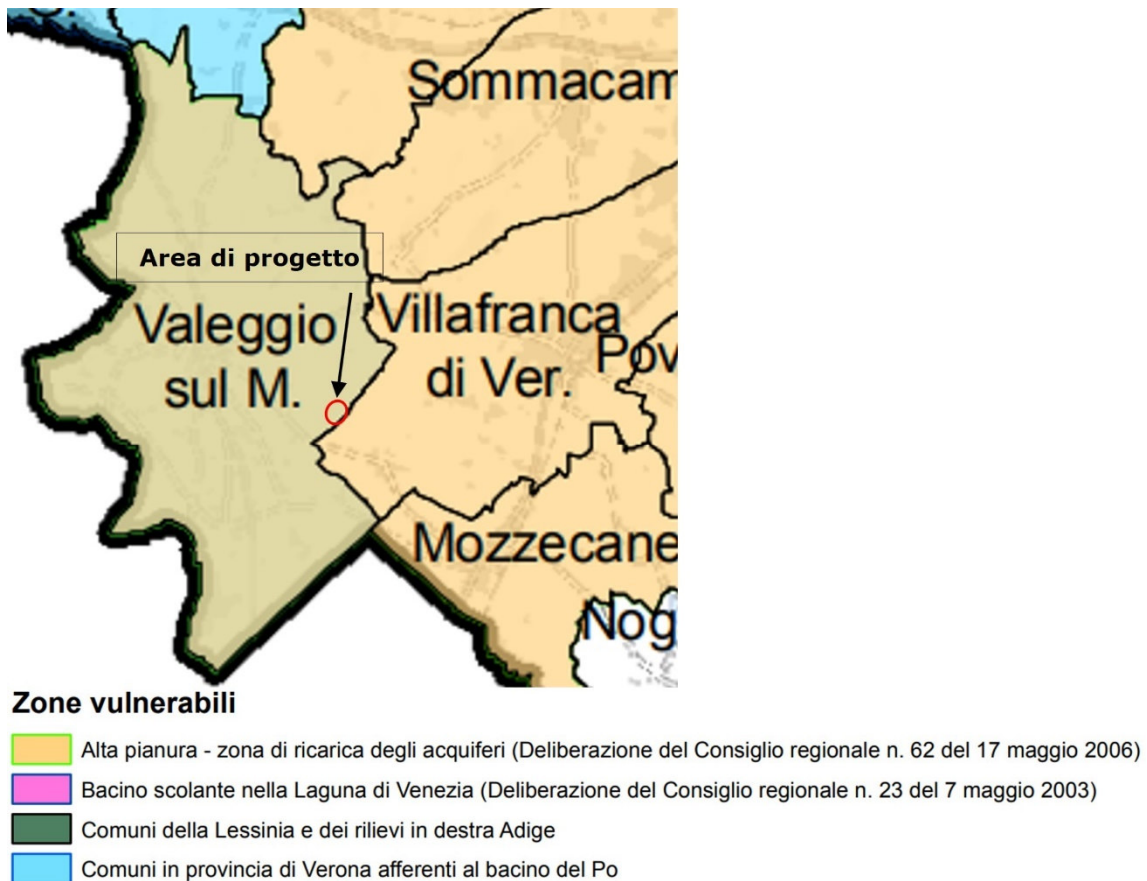 Sommacam
Area di progetto
Valeggio
sul M.
Villafranca
di Ver.
Pov
Mozzecane
Nog
Zone vulnerabili
Alta pianura - zona di ricarica degli acquiferi (Deliberazione del Consiglio regionale n. 62 del 17 maggio 2006)
Bacino scolante nella Laguna di Venezia (Deliberazione del Consiglio regionale n. 23 del 7 maggio 2003)
Comuni della Lessinia e dei rilievi in destra Adige
Comuni in provincia di Verona afferenti al bacino del Po